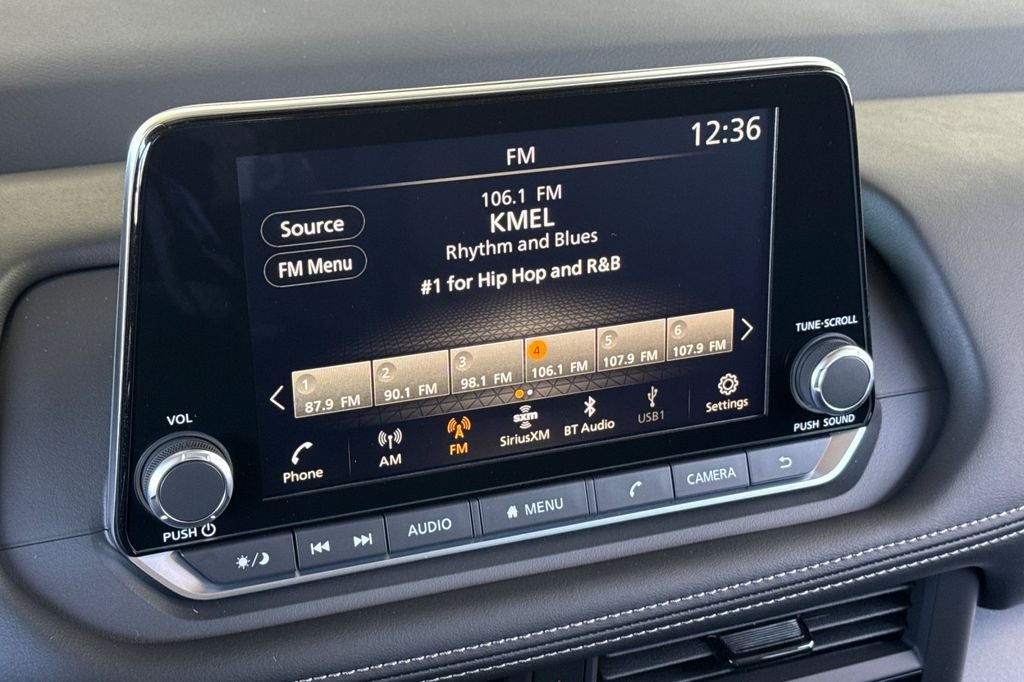 12:36
FM
106.1 FM
KMEL
Rhythm and Blues
#1 for Hip Hop and R&B
Source
FM Menu
1
87.9 FM
2
90.1 FM
3
98.1 FM
4
106.1 FM
5
107.9 FM
6
107.9 FM
Phone
AM
FM
sxm
SiriusXM
BT Audio
USB1
Settings
VOL
PUSH
TUNE·SCROLL
PUSH SOUND
AUDIO
MENU
CAMERA